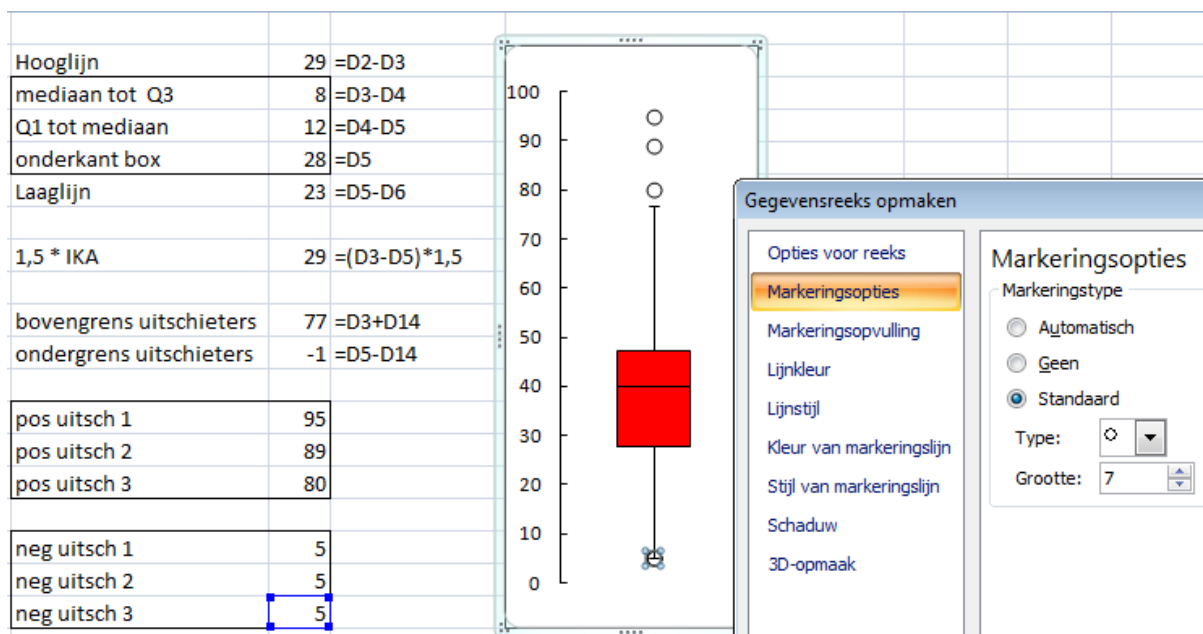 Hooglijn 29 =D2-D3
mediaan tot Q3 8 =D3-D4
Q1 tot mediaan 12 =D4-D5
onderkant box 28 =D5
Laaglijn 23 =D5-D6
1,5 * IKA 29 =(D3-D5)*1,5
bovengrens uitschieters 77 =D3+D14
ondergrens uitschieters -1 =D5-D14
pos uitsch 1 95
pos uitsch 2 89
pos uitsch 3 80
neg uitsch 1 5
neg uitsch 2 5
neg uitsch 3 5
100
90
80
70
60
50
40
30
20
10
0
Gegevensreeks opmaken
Opties voor reeks
Markeringsopties
Markeringsopvulling
Lijnkleur
Lijnstijl
Kleur van markeringslijn
Stijl van markeringslijn
Schaduw
3D-opmaak
Markeringsopties
Markeringstype
Automatisch
Geen
Standaard
Type:
Grootte: 7